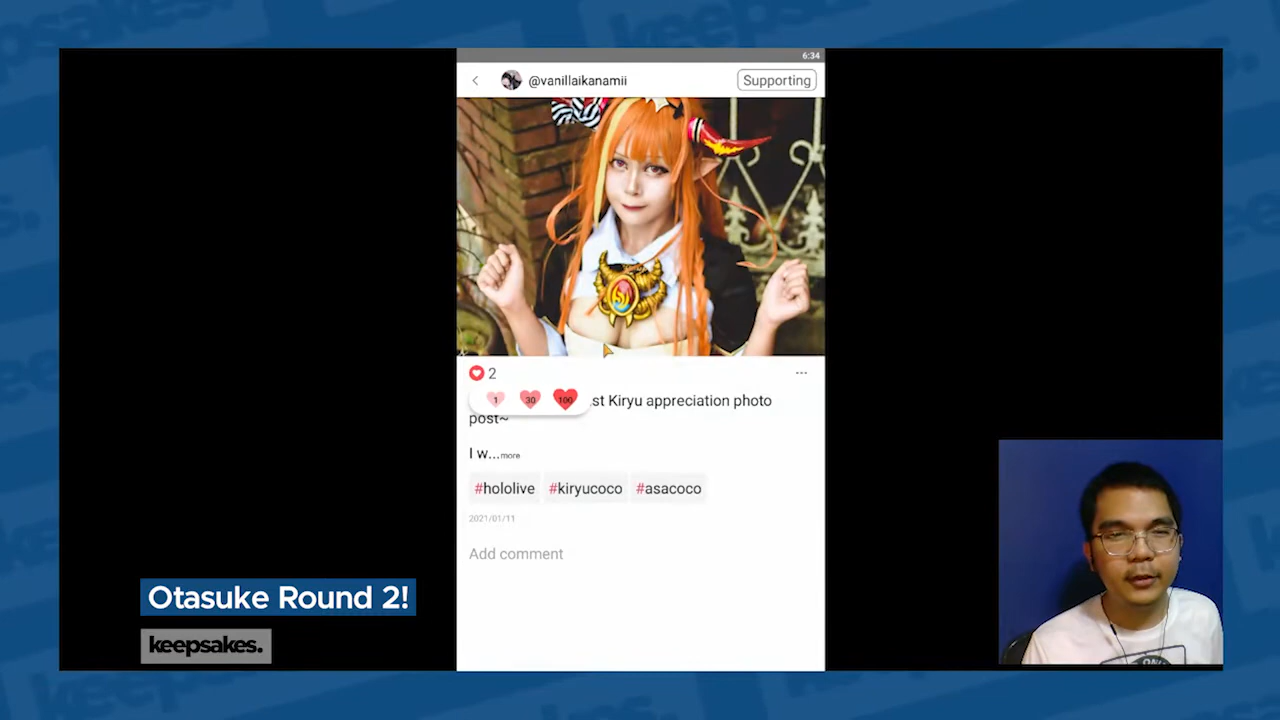 6:34
@vanillaikanamii
Supporting
2
1 30 100
st Kiryu appreciation photo
post~
I w...more
#hololive #kiryucoco #asacoco
2021/01/11
Add comment
Otasuke Round 2!
keepsakes.